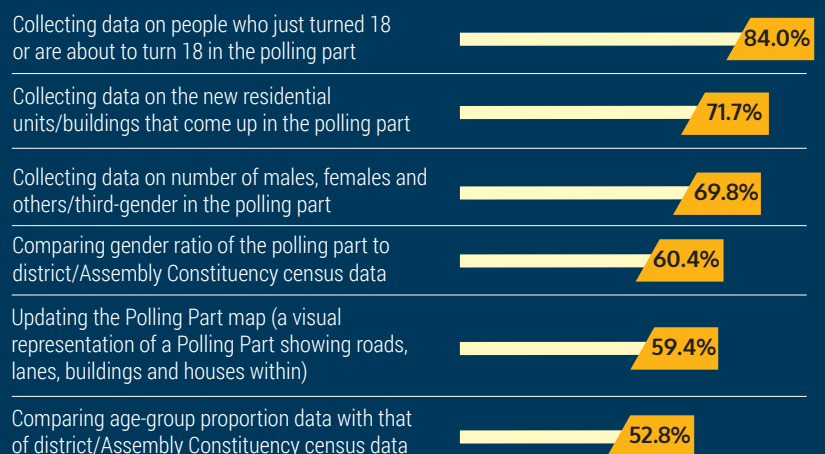 Collecting data on people who just turned 18
or are about to turn 18 in the polling part
84.0%
Collecting data on the new residential
units/buildings that come up in the polling part
71.7%
Collecting data on number of males, females and
others/third-gender in the polling part
69.8%
Comparing gender ratio of the polling part to
district/Assembly Constituency census data
60.4%
Updating the Polling Part map (a visual
representation of a Polling Part showing roads,
lanes, buildings and houses within)
59.4%
Comparing age-group proportion data with that
of district/Assembly Constituency census data
52.8%